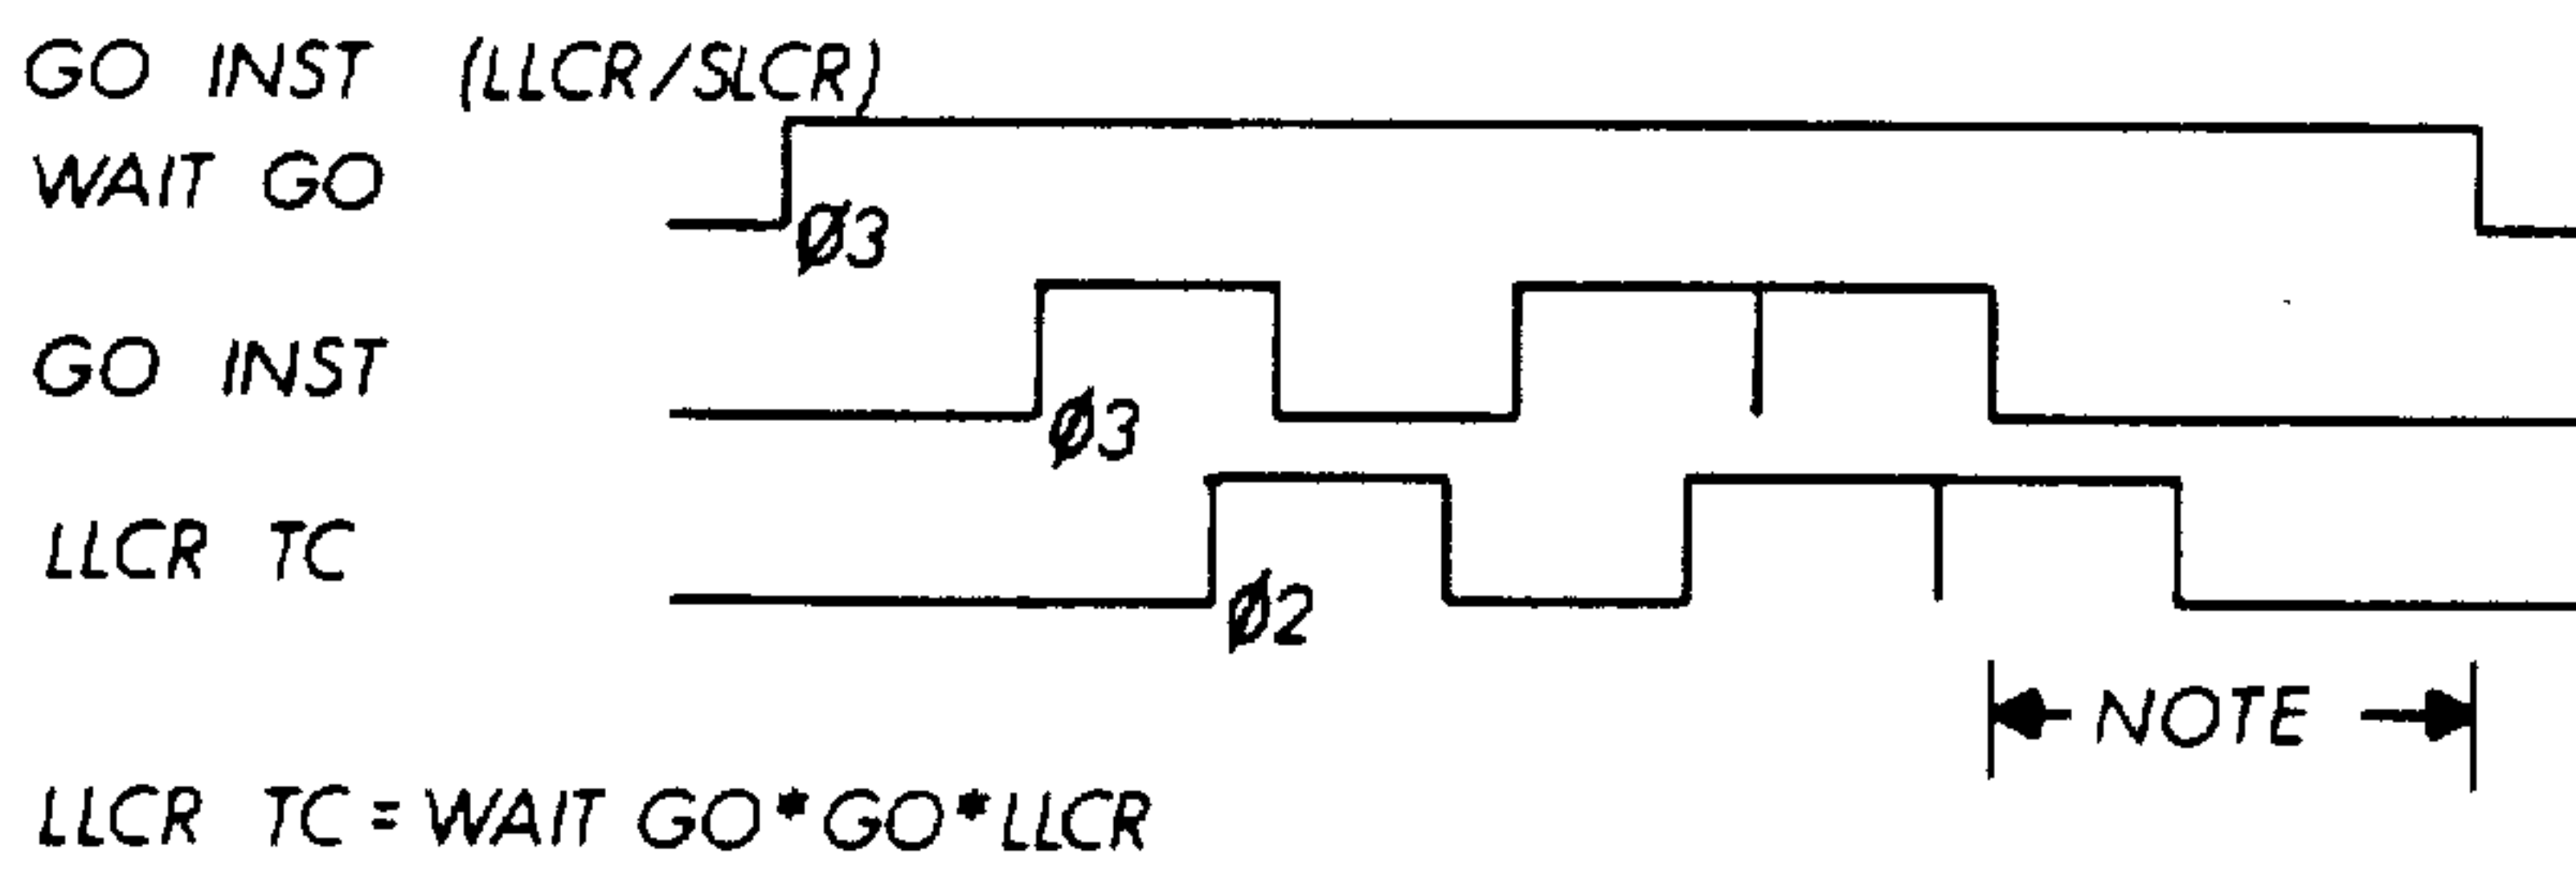 GO INST (LLCR/SLCR)
WAIT GO
Ø3
GO INST
Ø3
LLCR TC
Ø2
NOTE
LLCR TC = WAIT GO * GO * LLCR